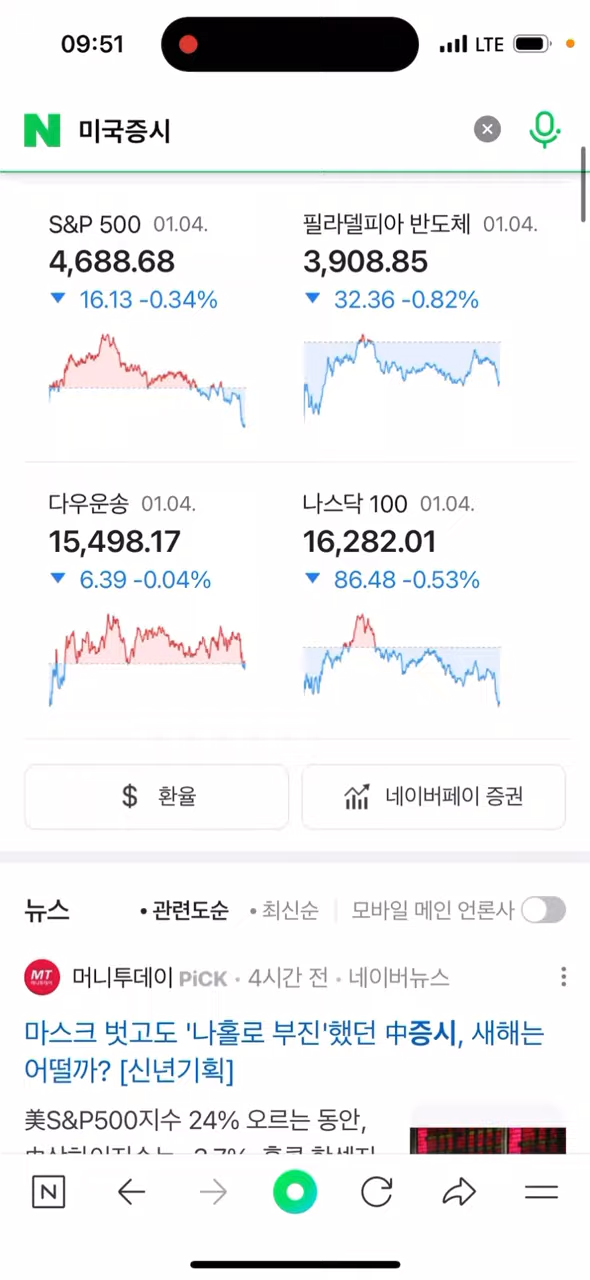 09:51 LTE
N 미국증시
S&P 500 01.04.
4,688.68
▼ 16.13 -0.34%
필라델피아 반도체 01.04.
3,908.85
▼ 32.36 -0.82%
다우운송 01.04.
15,498.17
▼ 6.39 -0.04%
나스닥 100 01.04.
16,282.01
▼ 86.48 -0.53%
$ 환율
네이버페이 증권
뉴스 • 관련도순 • 최신순 모바일 메인 언론사
MT 머니투데이 PiCK · 4시간 전 · 네이버뉴스
마스크 벗고도 '나홀로 부진'했던 中증시, 새해는
어떨까? [신년기획]
美S&P500지수 24% 오르는 동안,
N